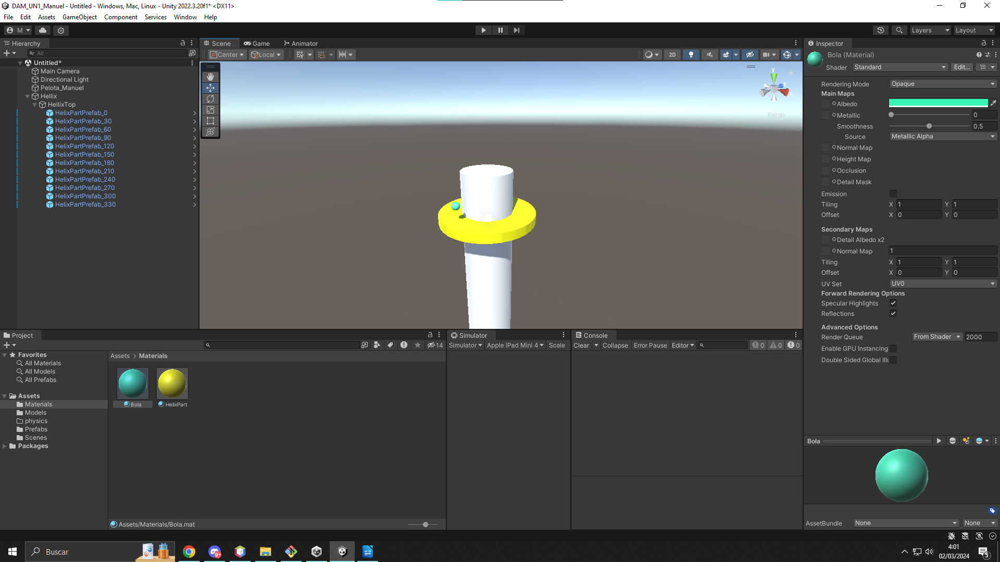 DAM_UN1_Manuel - Untitled - Windows, Mac, Linux - Unity 2022.3.20f1* <DX11>
File Edit Assets GameObject Component Services Window Help
M
Layers
Layout
Hierarchy
All
Untitled*
Main Camera
Directional Light
Pelota_Manuel
Hellix
HellixTop
HelixPartPrefab_0
HelixPartPrefab_30
HelixPartPrefab_60
HelixPartPrefab_90
HelixPartPrefab_120
HelixPartPrefab_150
HelixPartPrefab_180
HelixPartPrefab_210
HelixPartPrefab_240
HelixPartPrefab_270
HelixPartPrefab_300
HelixPartPrefab_330
Scene Game Animator
Center Local 2D
y
z
x
Persp
Inspector
Bola (Material)
Shader Standard Edit...
Rendering Mode Opaque
Main Maps
Albedo
Metallic 0
Smoothness 0.5
Source Metallic Alpha
Normal Map
Height Map
Occlusion
Detail Mask
Emission
Tiling X 1 Y 1
Offset X 0 Y 0
Secondary Maps
Detail Albedo x2
Normal Map 1
Tiling X 1 Y 1
Offset X 0 Y 0
UV Set UV0
Forward Rendering Options
Specular Highlights
Reflections
Advanced Options
Render Queue From Shader 2000
Enable GPU Instancing
Double Sided Global Illu
Bola
AssetBundle None None
Project
14
Favorites
All Materials
All Models
All Prefabs
Assets
Materials
Models
physics
Prefabs
Scenes
Packages
Assets > Materials
Bola HelixPart
Assets/Materials/Bola.mat
Simulator
Simulator Apple iPad Mini 4 Scale
Console
Clear Collapse Error Pause Editor 0 0 0
Buscar
9+
4:01
02/03/2024
5